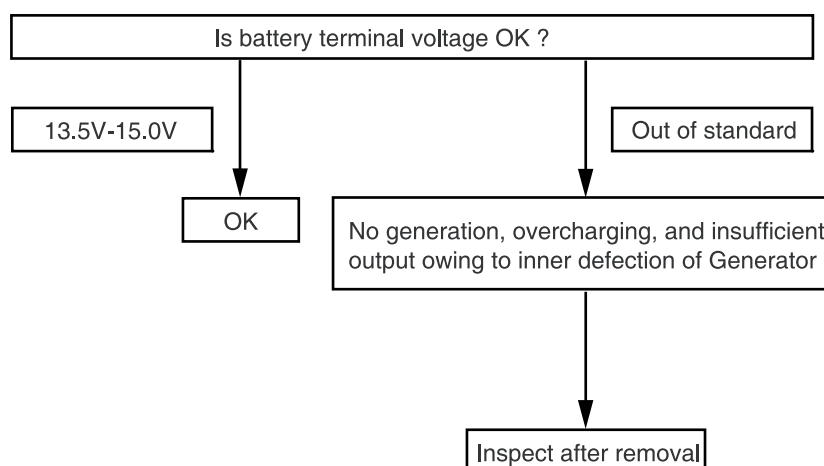 Is battery terminal voltage OK ?
13.5V-15.0V
Out of standard
OK
No generation, overcharging, and insufficient
output owing to inner defection of Generator
Inspect after removal